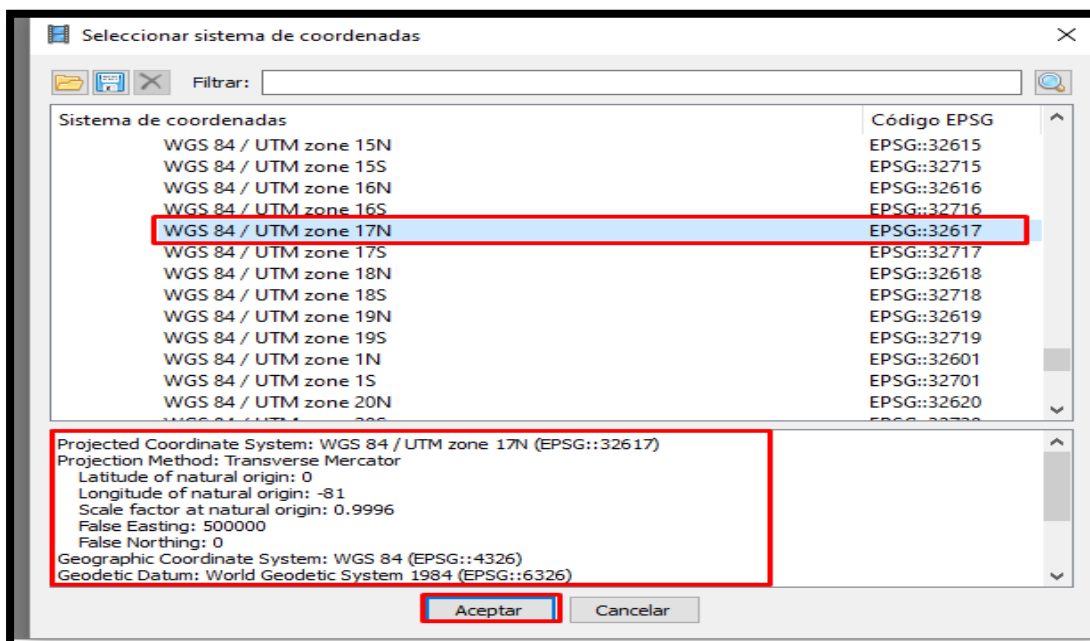 Seleccionar sistema de coordenadas
Filtrar:
Sistema de coordenadas Código EPSG
WGS 84 / UTM zone 15N EPSG::32615
WGS 84 / UTM zone 15S EPSG::32715
WGS 84 / UTM zone 16N EPSG::32616
WGS 84 / UTM zone 16S EPSG::32716
WGS 84 / UTM zone 17N EPSG::32617
WGS 84 / UTM zone 17S EPSG::32717
WGS 84 / UTM zone 18N EPSG::32618
WGS 84 / UTM zone 18S EPSG::32718
WGS 84 / UTM zone 19N EPSG::32619
WGS 84 / UTM zone 19S EPSG::32719
WGS 84 / UTM zone 1N EPSG::32601
WGS 84 / UTM zone 1S EPSG::32701
WGS 84 / UTM zone 20N EPSG::32620
Projected Coordinate System: WGS 84 / UTM zone 17N (EPSG::32617)
Projection Method: Transverse Mercator
Latitude of natural origin: 0
Longitude of natural origin: -81
Scale factor at natural origin: 0.9996
False Easting: 500000
False Northing: 0
Geographic Coordinate System: WGS 84 (EPSG::4326)
Geodetic Datum: World Geodetic System 1984 (EPSG::6326)
Aceptar Cancelar